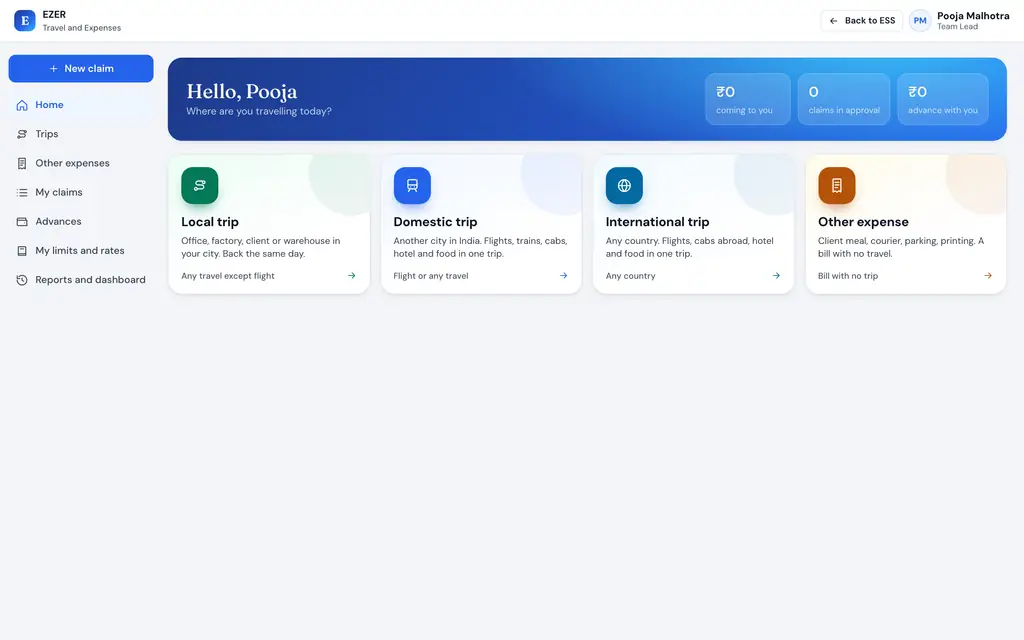 E
EZER
Travel and Expenses
Back to ESS
PM
Pooja Malhotra
Team Lead
+ New claim
Home
Trips
Other expenses
My claims
Advances
My limits and rates
Reports and dashboard
Hello, Pooja
Where are you travelling today?
₹0
coming to you
0
claims in approval
₹0
advance with you
Local trip
Office, factory, client or warehouse in
your city. Back the same day.
Any travel except flight
Domestic trip
Another city in India. Flights, trains, cabs,
hotel and food in one trip.
Flight or any travel
International trip
Any country. Flights, cabs abroad, hotel
and food in one trip.
Any country
Other expense
Client meal, courier, parking, printing. A
bill with no travel.
Bill with no trip